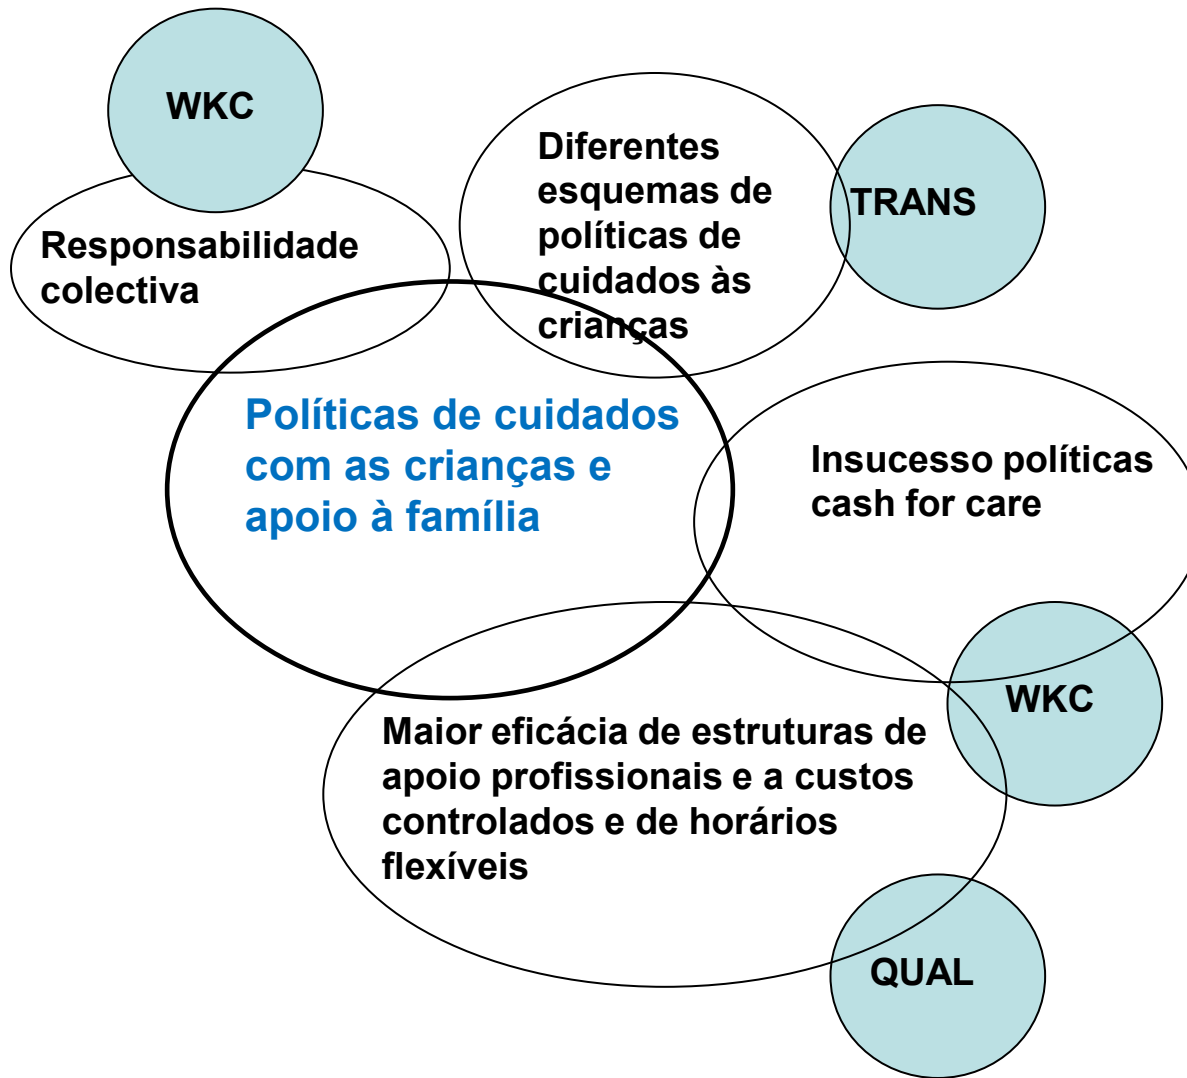 WKC
Diferentes
esquemas de
políticas de
cuidados às
crianças
TRANS
Responsabilidade
colectiva
Políticas de cuidados
com as crianças e
apoio à família
Insucesso políticas
cash for care
WKC
Maior eficácia de estruturas de
apoio profissionais e a custos
controlados e de horários
flexíveis
QUAL